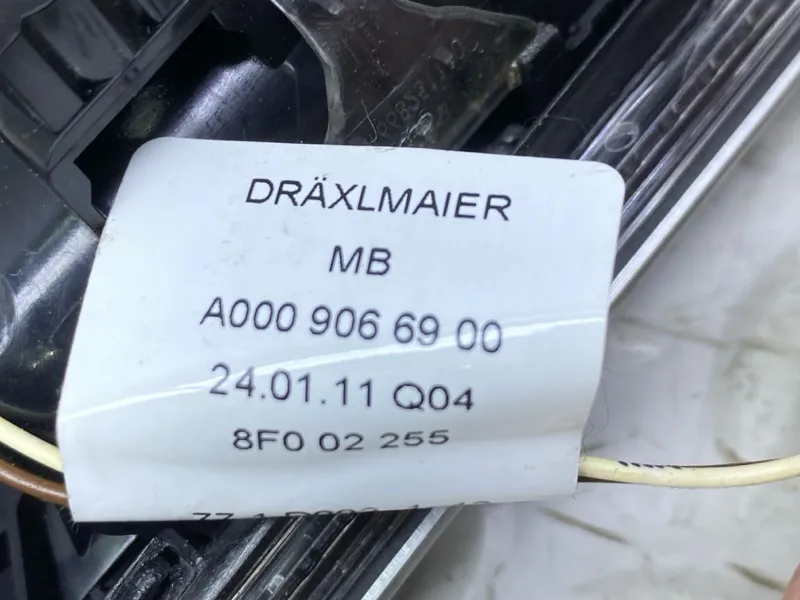 DRÄXLMAIER
MB
A000 906 69 00
24.01.11 Q04
8F0 02 255